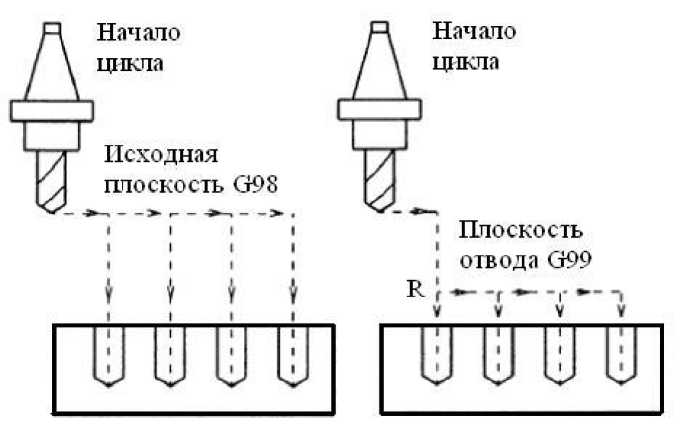 Начало
цикла
Исходная
плоскость G98
Начало
цикла
Плоскость
отвода G99
R